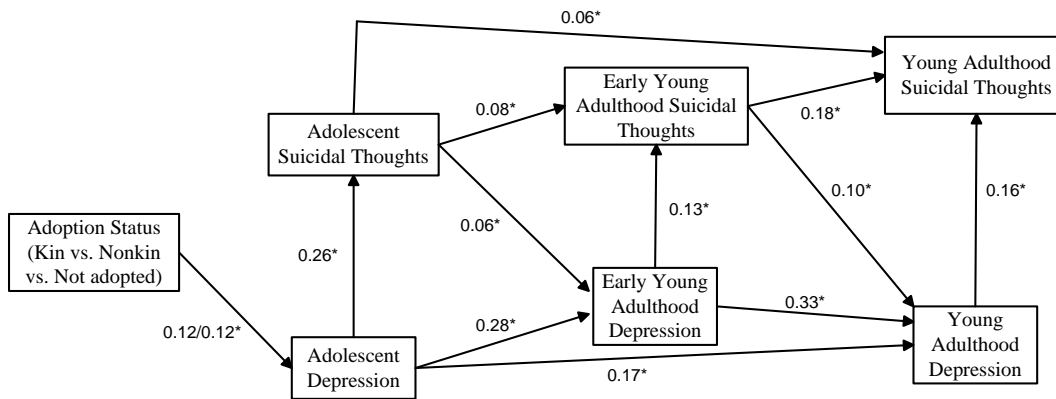 0.06*
Young Adulthood
Suicidal Thoughts
Early Young
Adulthood Suicidal
Thoughts
0.08*
0.18*
Adolescent
Suicidal Thoughts
0.10*
0.13*
0.16*
Adoption Status
(Kin vs. Nonkin
vs. Not adopted)
0.26*
0.06*
Early Young
Adulthood
Depression
0.33*
0.12/0.12*
0.28*
Adolescent
Depression
0.17*
Young
Adulthood
Depression